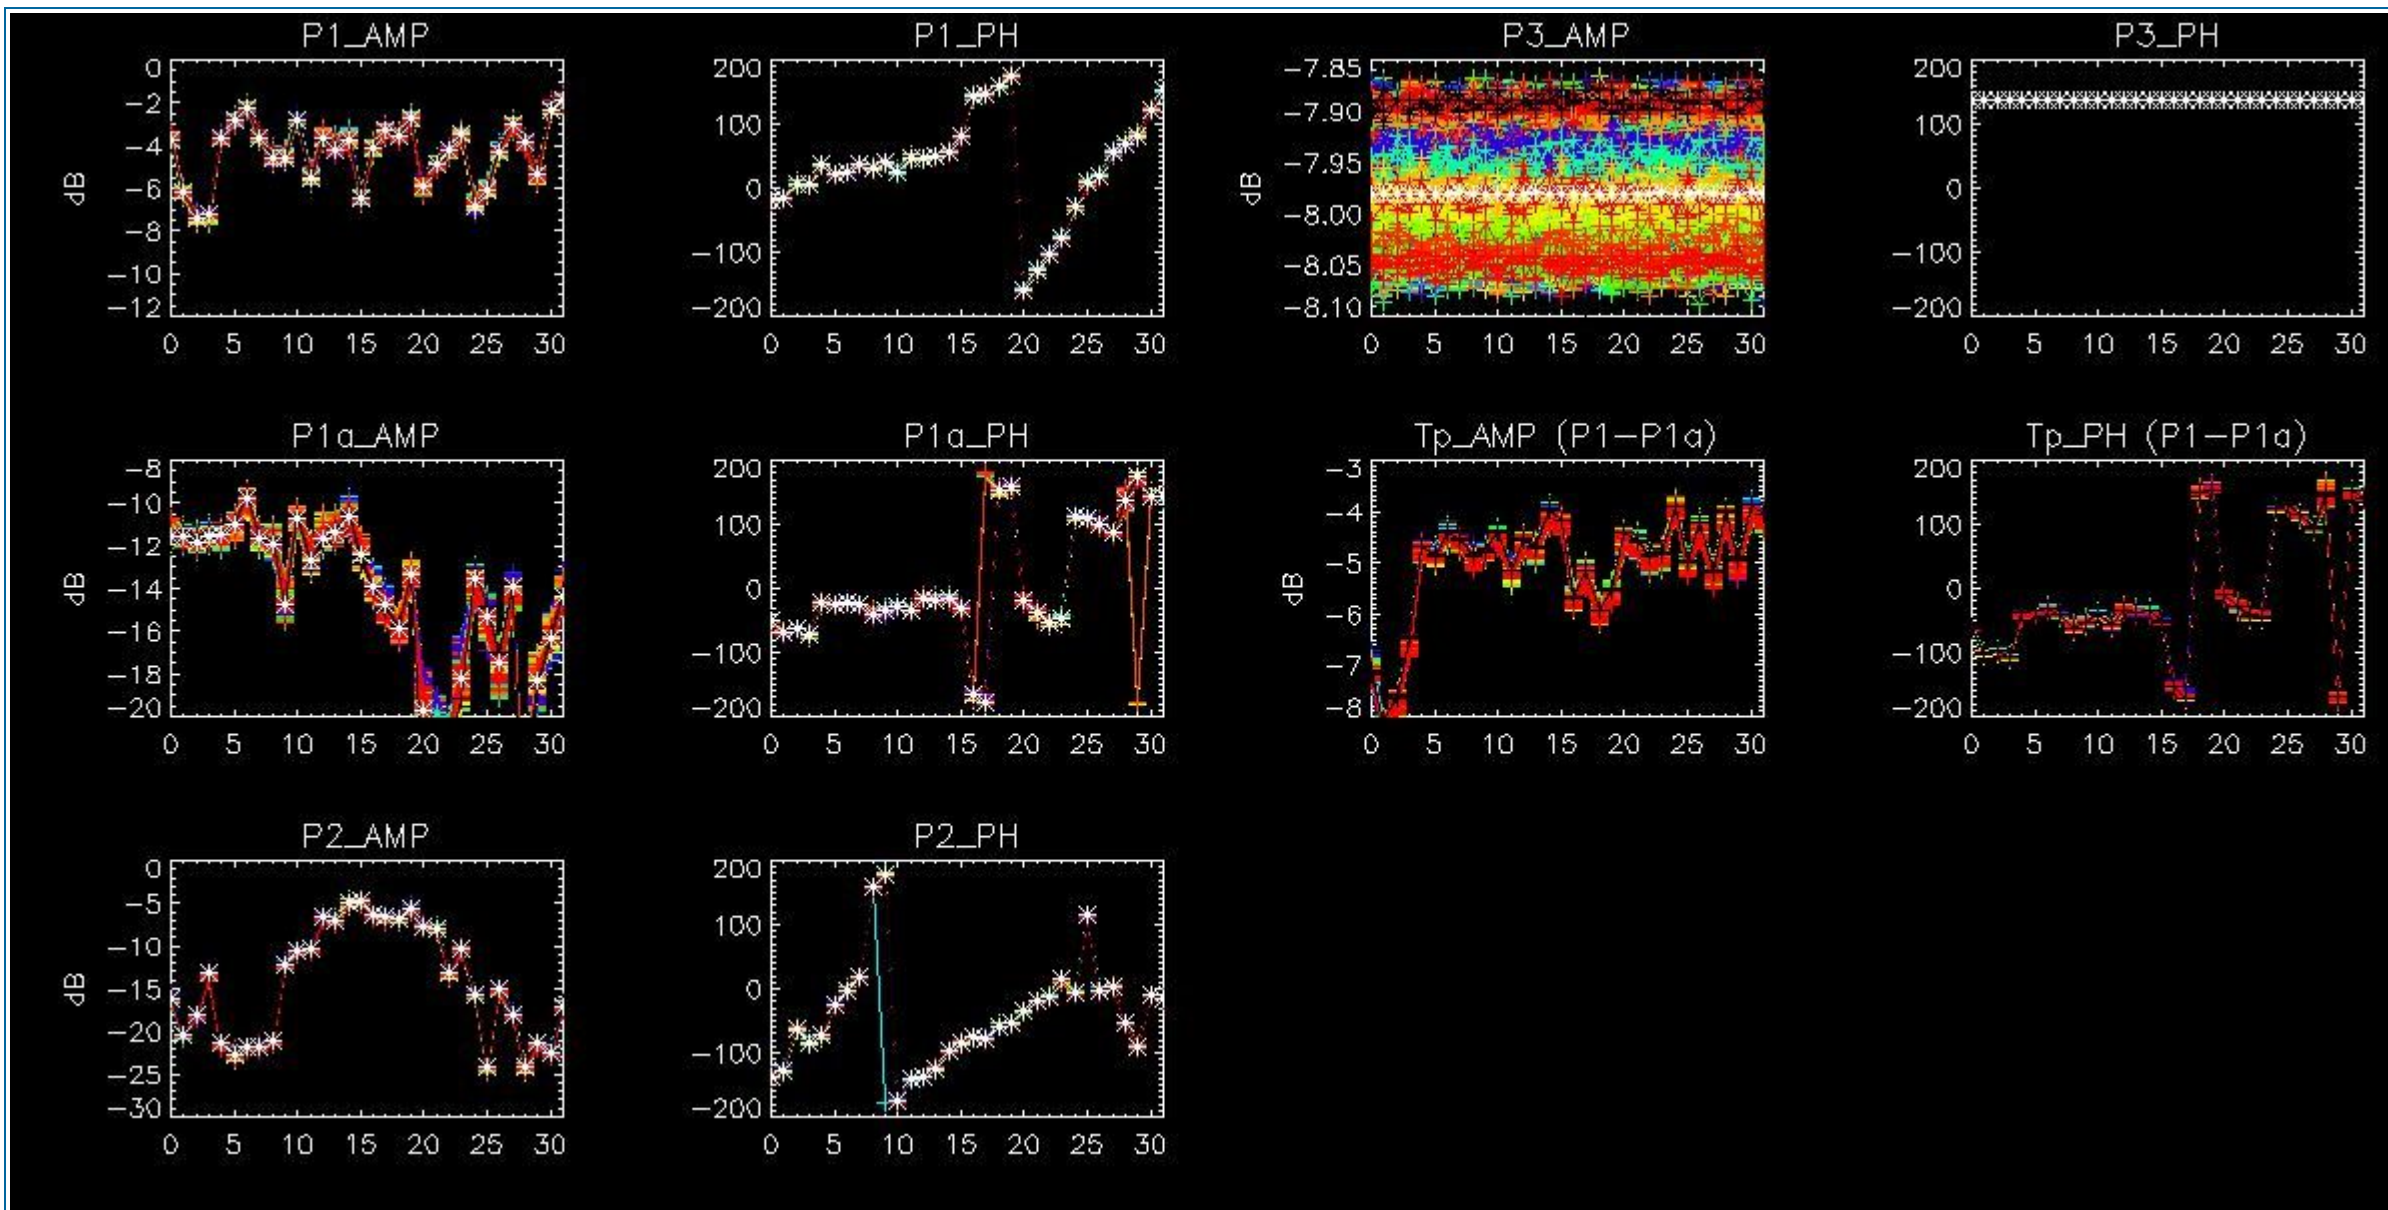 P1_AMP P1_PH P3_AMP P3_PH
0 200 -7.85 200
-2 100 -7.90 100
-4 0 -7.95 0
-6 -100 -8.00 -100
-8 -200 -8.05 -200
-10 -8.10
-12
dB dB
0 5 10 15 20 25 30 0 5 10 15 20 25 30 0 5 10 15 20 25 30 0 5 10 15 20 25 30
P1a_AMP P1a_PH Tp_AMP (P1-P1a) Tp_PH (P1-P1a)
-8 200 -3 200
-10 100 -4 100
-12 0 -5 0
-14 -100 -6 -100
-16 -200 -7 -200
-18 -8
-20
dB dB
0 5 10 15 20 25 30 0 5 10 15 20 25 30 0 5 10 15 20 25 30 0 5 10 15 20 25 30
P2_AMP P2_PH
0 200
-5 100
-10 0
-15 -100
-20 -200
-25
-30
dB
0 5 10 15 20 25 30 0 5 10 15 20 25 30